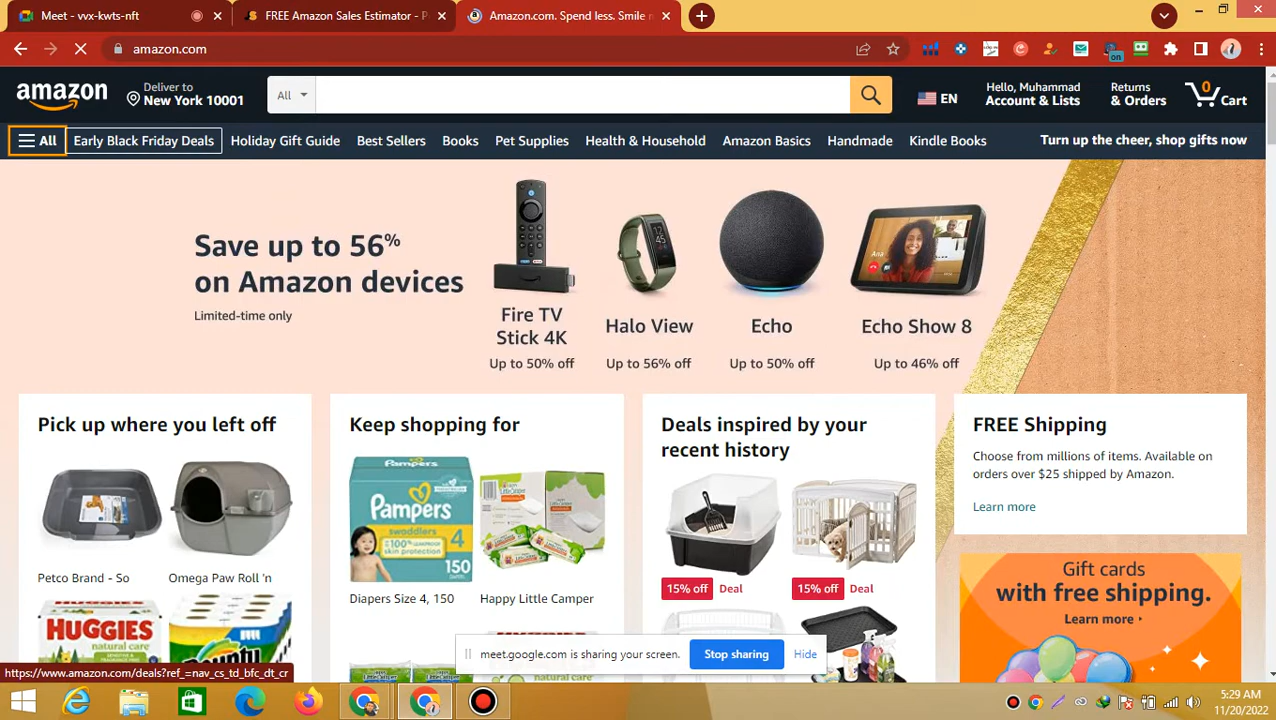 Meet - vvx-kwts-nft
FREE Amazon Sales Estimator - P
Amazon.com. Spend less. Smile m
amazon.com
on
amazon
Deliver to
New York 10001
All
EN
Hello, Muhammad
Account & Lists
Returns
& Orders
0
Cart
All
Early Black Friday Deals
Holiday Gift Guide
Best Sellers
Books
Pet Supplies
Health & Household
Amazon Basics
Handmade
Kindle Books
Turn up the cheer, shop gifts now
Save up to 56%
on Amazon devices
Limited-time only
Fire TV
Stick 4K
Up to 50% off
Halo View
Up to 56% off
Echo
Up to 50% off
Echo Show 8
Up to 46% off
Pick up where you left off
Petco Brand - So
Omega Paw Roll 'n
HUGGIES
natural care
Keep shopping for
Pampers
Pampers
swaddlers
4
150
Diapers Size 4, 150
Happy Little Camper
Deals inspired by your
recent history
15% off
Deal
15% off
Deal
FREE Shipping
Choose from millions of items. Available on
orders over $25 shipped by Amazon.
Learn more
Gift cards
with free shipping.
Learn more
meet.google.com is sharing your screen.
Stop sharing
Hide
https://www.amazon.com/deals?ref_=nav_cs_td_bfc_dt_cr
5:29 AM
11/20/2022